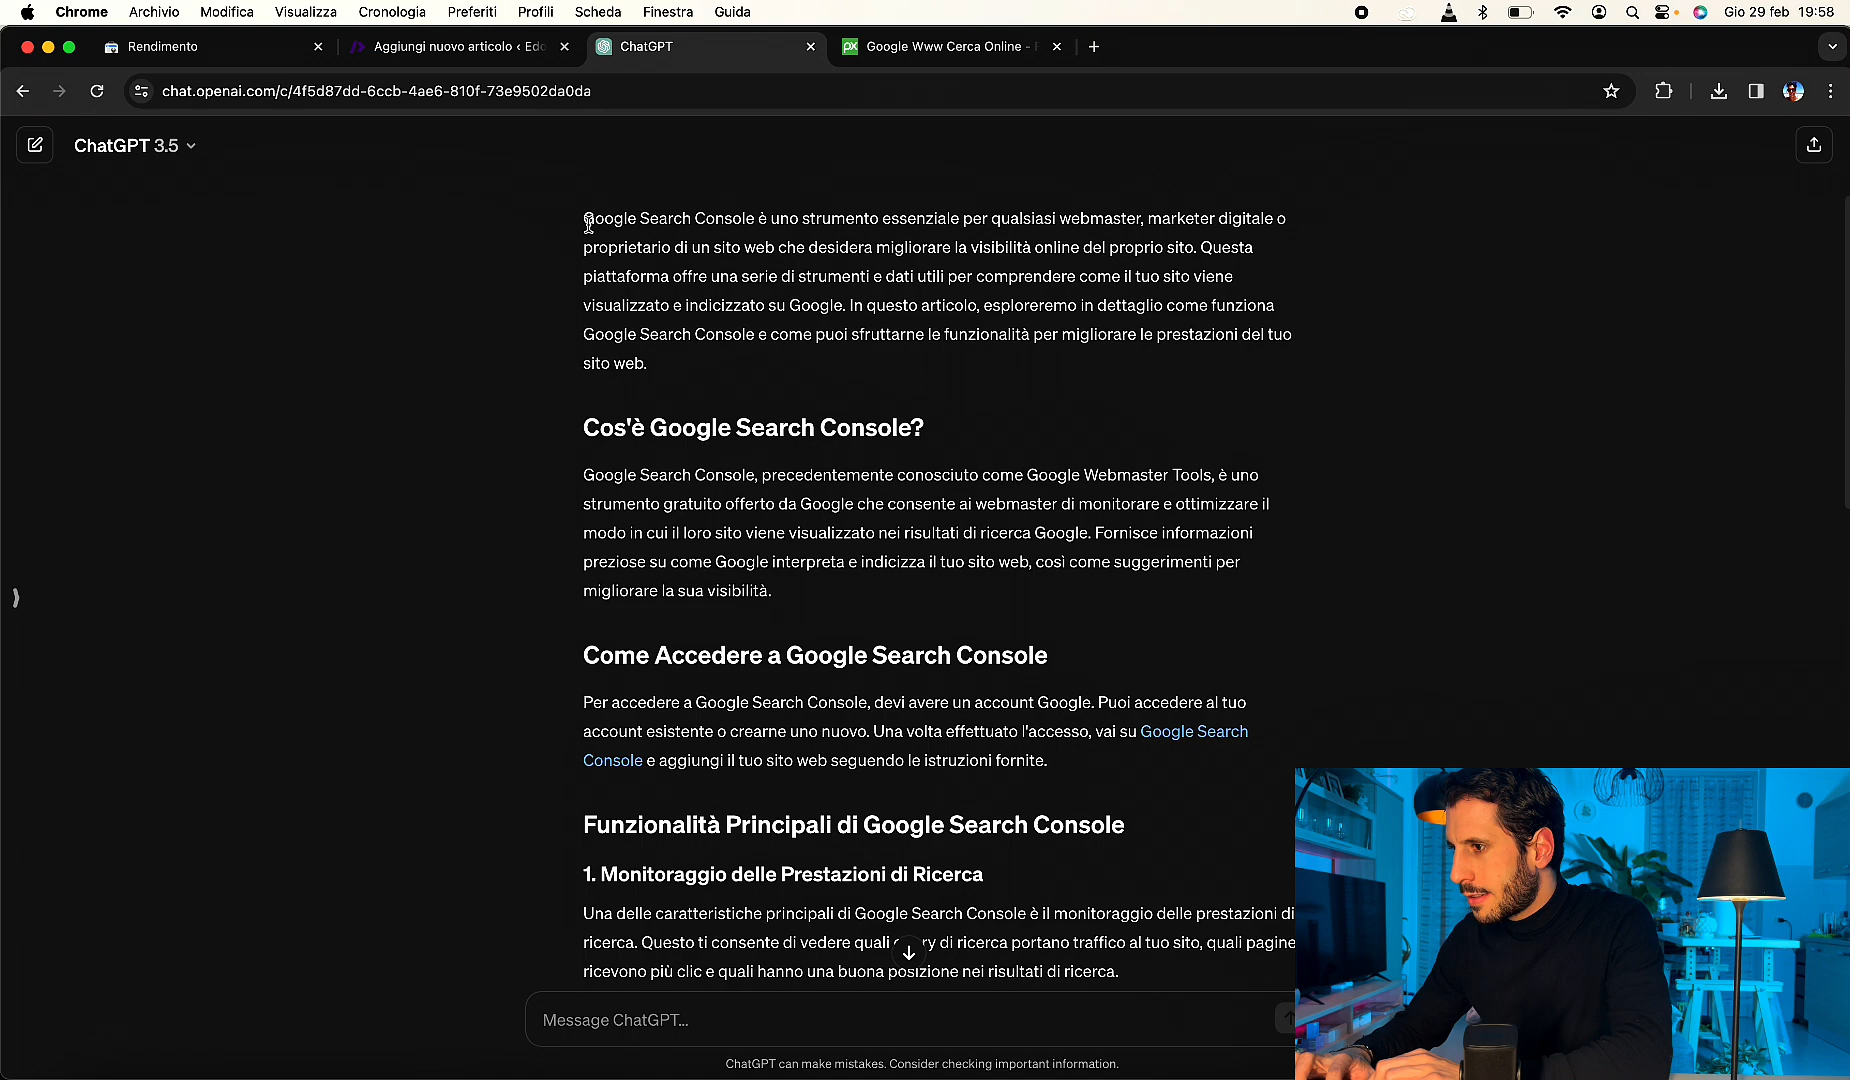 Chrome Archivio Modifica Visualizza Cronologia Preferiti Profili Scheda Finestra Guida Gio 29 feb 19:58
Rendimento Aggiungi nuovo articolo ‹ Edo ChatGPT Google Www Cerca Online -
chat.openai.com/c/4f5d87dd-6ccb-4ae6-810f-73e9502da0da
ChatGPT 3.5
Google Search Console è uno strumento essenziale per qualsiasi webmaster, marketer digitale o
proprietario di un sito web che desidera migliorare la visibilità online del proprio sito. Questa
piattaforma offre una serie di strumenti e dati utili per comprendere come il tuo sito viene
visualizzato e indicizzato su Google. In questo articolo, esploreremo in dettaglio come funziona
Google Search Console e come puoi sfruttarne le funzionalità per migliorare le prestazioni del tuo
sito web.
Cos'è Google Search Console?
Google Search Console, precedentemente conosciuto come Google Webmaster Tools, è uno
strumento gratuito offerto da Google che consente ai webmaster di monitorare e ottimizzare il
modo in cui il loro sito viene visualizzato nei risultati di ricerca Google. Fornisce informazioni
preziose su come Google interpreta e indicizza il tuo sito web, così come suggerimenti per
migliorare la sua visibilità.
Come Accedere a Google Search Console
Per accedere a Google Search Console, devi avere un account Google. Puoi accedere al tuo
account esistente o crearne uno nuovo. Una volta effettuato l'accesso, vai su Google Search
Console e aggiungi il tuo sito web seguendo le istruzioni fornite.
Funzionalità Principali di Google Search Console
1. Monitoraggio delle Prestazioni di Ricerca
Una delle caratteristiche principali di Google Search Console è il monitoraggio delle prestazioni di
ricerca. Questo ti consente di vedere quali query di ricerca portano traffico al tuo sito, quali pagine
ricevono più clic e quali hanno una buona posizione nei risultati di ricerca.
Message ChatGPT...
ChatGPT can make mistakes. Consider checking important information.